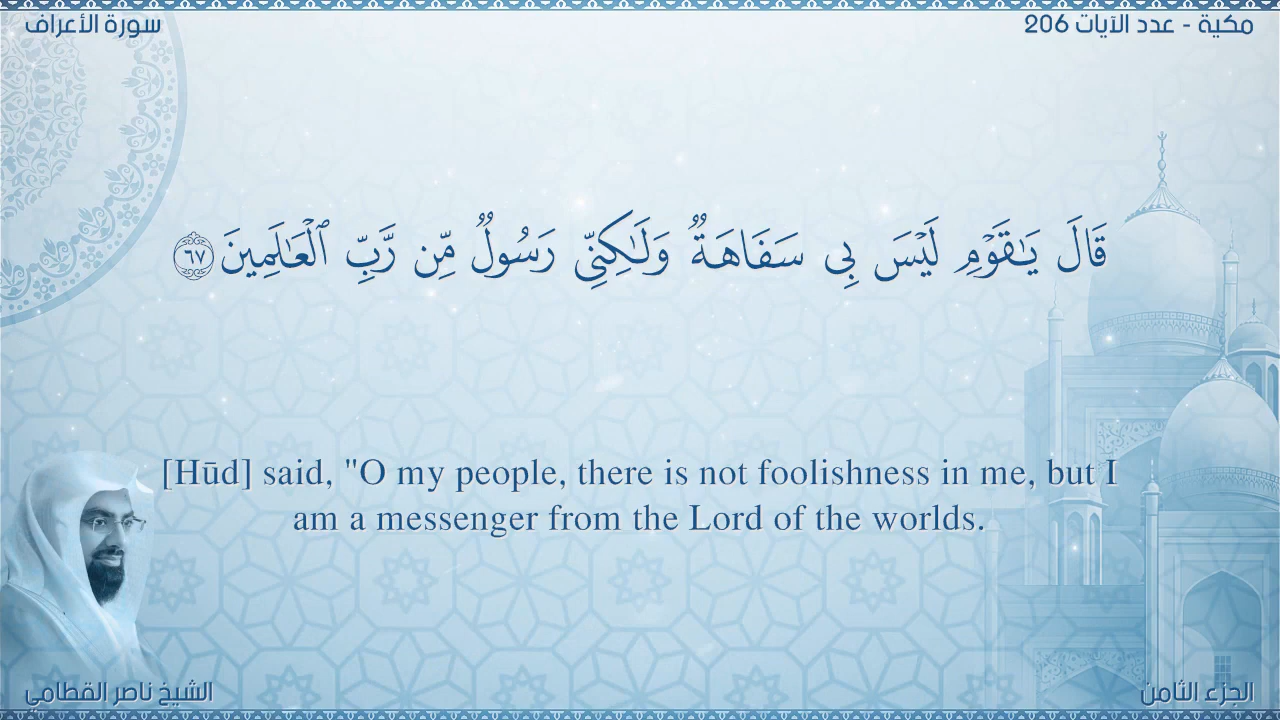 سورة الأعراف
مكية - عدد الآيات 206
قَالَ يَٰقَوْمِ لَيْسَ بِى سَفَاهَةٌ وَلَٰكِنِّى رَسُولٌ مِّن رَّبِّ ٱلْعَٰلَمِينَ ٦٧
[Hūd] said, "O my people, there is not foolishness in me, but I
am a messenger from the Lord of the worlds.
الشيخ ناصر القطامي
الجزء الثامن